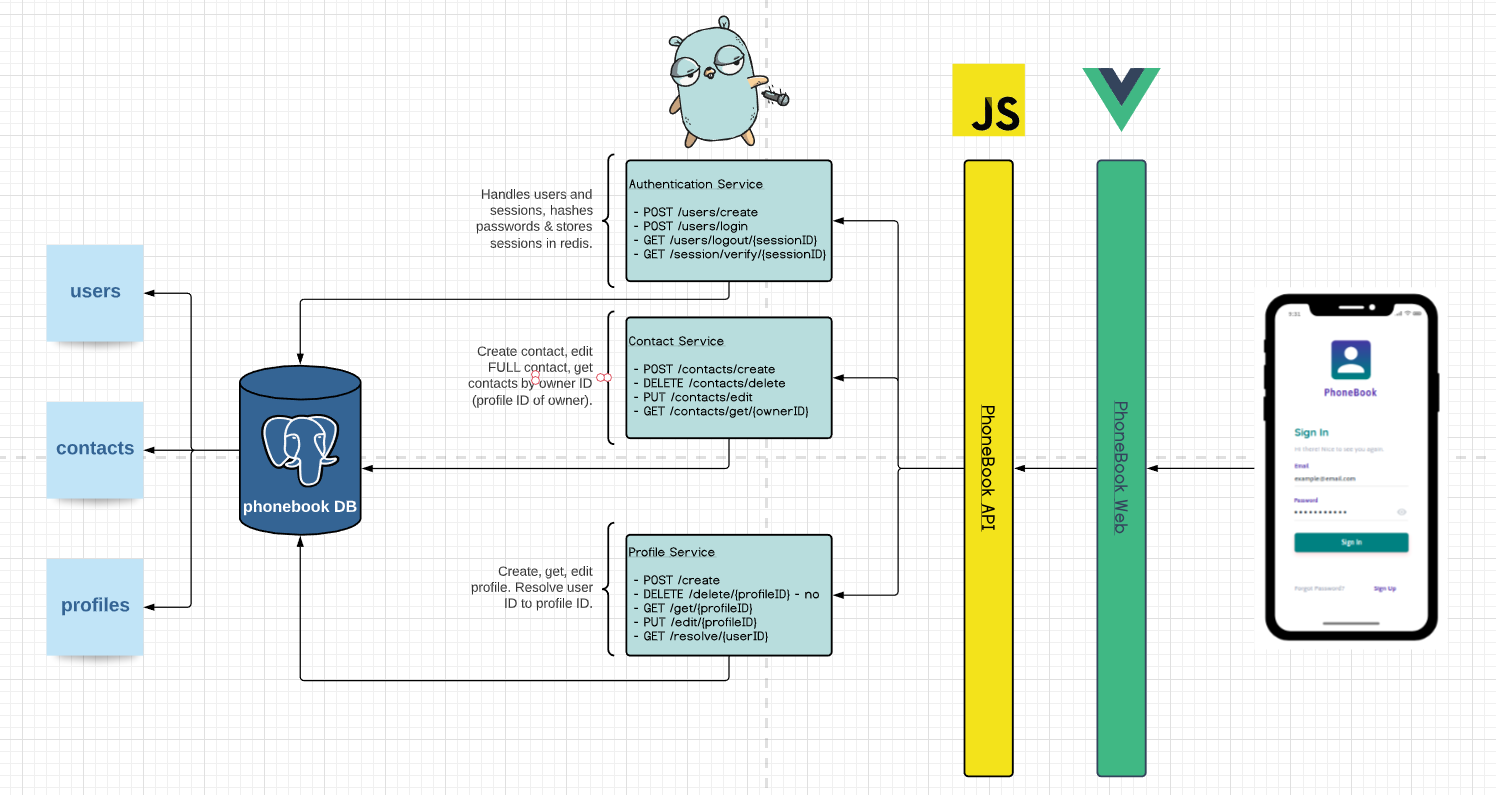 JS
Handles users and
sessions, hashes
passwords & stores
sessions in redis.
Authentication Service
- POST /users/create
- POST /users/login
- GET /users/logout/{sessionID}
- GET /session/verify/{sessionID}
users
contacts
profiles
phonebook DB
Create contact, edit
FULL contact, get
contacts by owner ID
(profile ID of owner).
Contact Service
- POST /contacts/create
- DELETE /contacts/delete
- PUT /contacts/edit
- GET /contacts/get/{ownerID}
Create, get, edit
profile. Resolve user
ID to profile ID.
Profile Service
- POST /create
- DELETE /delete/{profileID} - no
- GET /get/{profileID}
- PUT /edit/{profileID}
- GET /resolve/{userID}
PhoneBook API
PhoneBook Web
9:31
PhoneBook
Sign In
Hi there! Nice to see you again.
Email
example@email.com
Password
Sign In
Forgot Password?
Sign Up